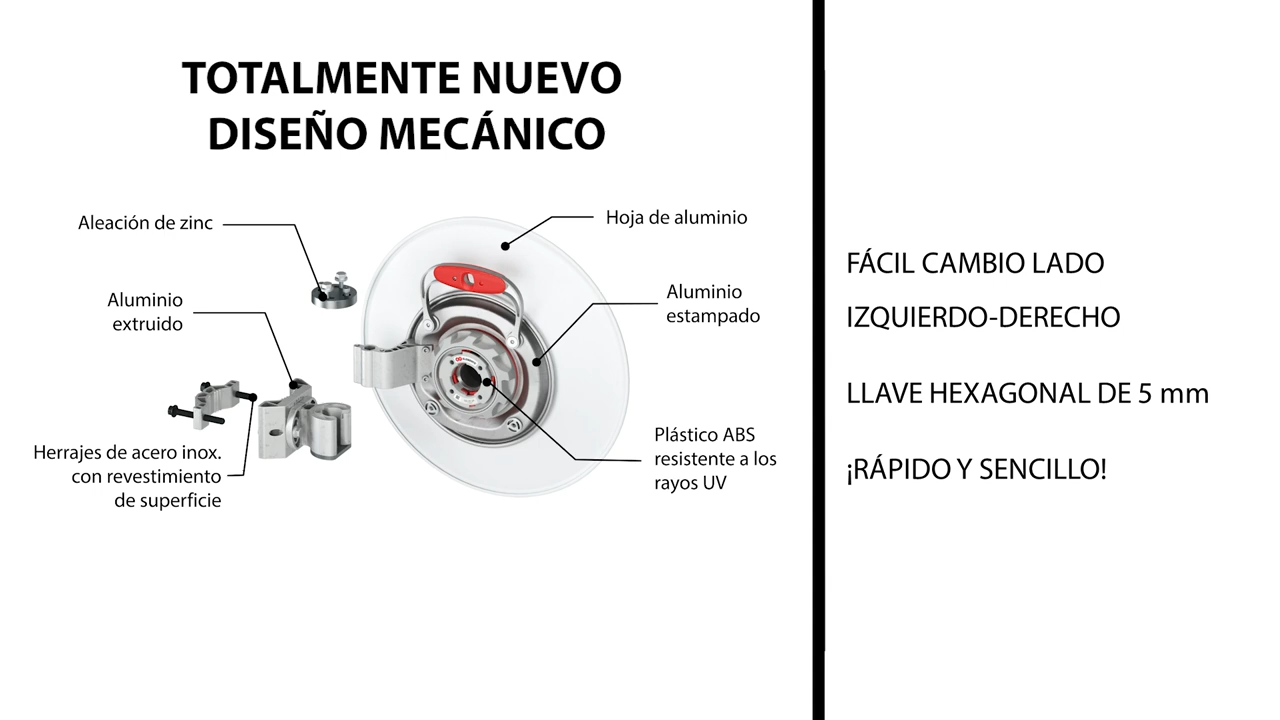 TOTALMENTE NUEVO
DISEÑO MECÁNICO
Aleación de zinc
Hoja de aluminio
Aluminio
extruido
Aluminio
estampado
Herrajes de acero inox.
con revestimiento
de superficie
Plástico ABS
resistente a los
rayos UV
FÁCIL CAMBIO LADO
IZQUIERDO-DERECHO
LLAVE HEXAGONAL DE 5 mm
¡RÁPIDO Y SENCILLO!